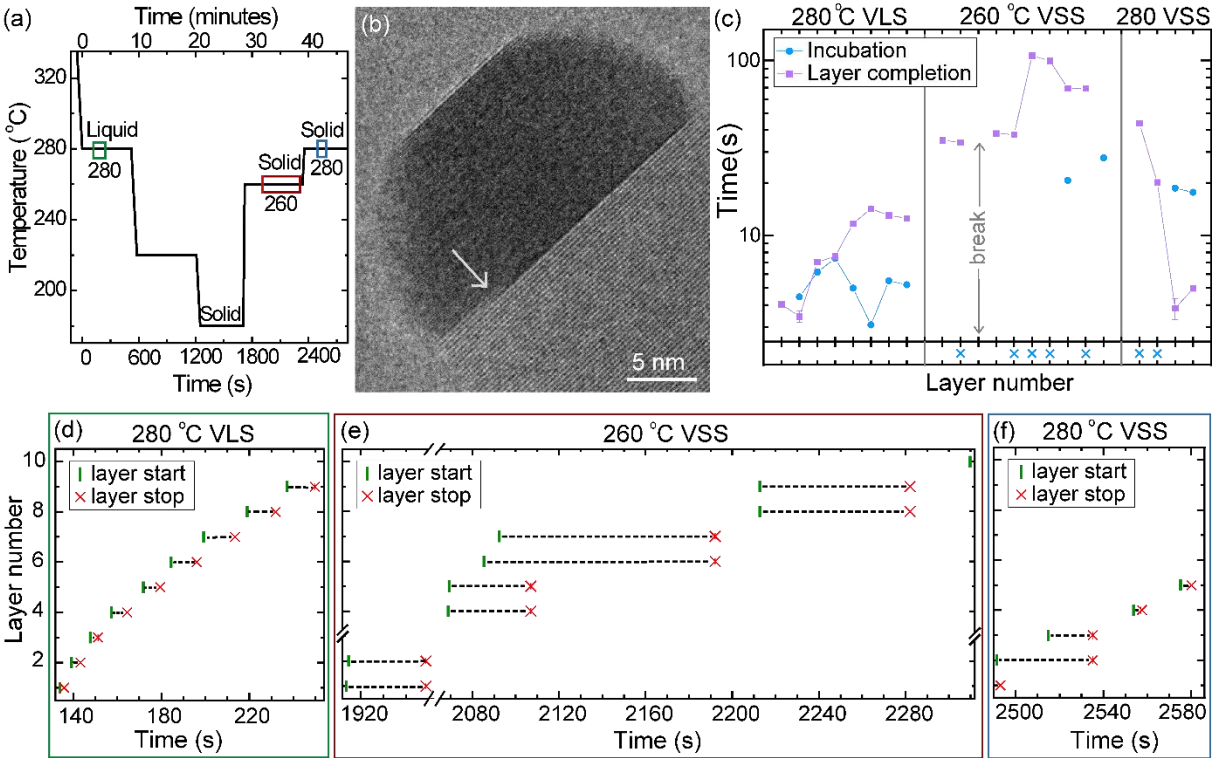 (a)
Time (minutes)
0 10 20 30 40
Temperature (°C)
320
280
240
200
Liquid
280
Solid
Solid
260
Solid
280
0 600 1200 1800 2400
Time (s)
(b)
5 nm
(c)
280 °C VLS 260 °C VSS 280 VSS
Time(s)
100
10
Incubation
Layer completion
break
Layer number
(d)
280 °C VLS
Layer number
10
8
6
4
2
layer start
layer stop
140 180 220
Time (s)
(e)
260 °C VSS
layer start
layer stop
1920 2080 2120 2160 2200 2240 2280
Time (s)
(f)
280 °C VSS
layer start
layer stop
2500 2540 2580
Time (s)